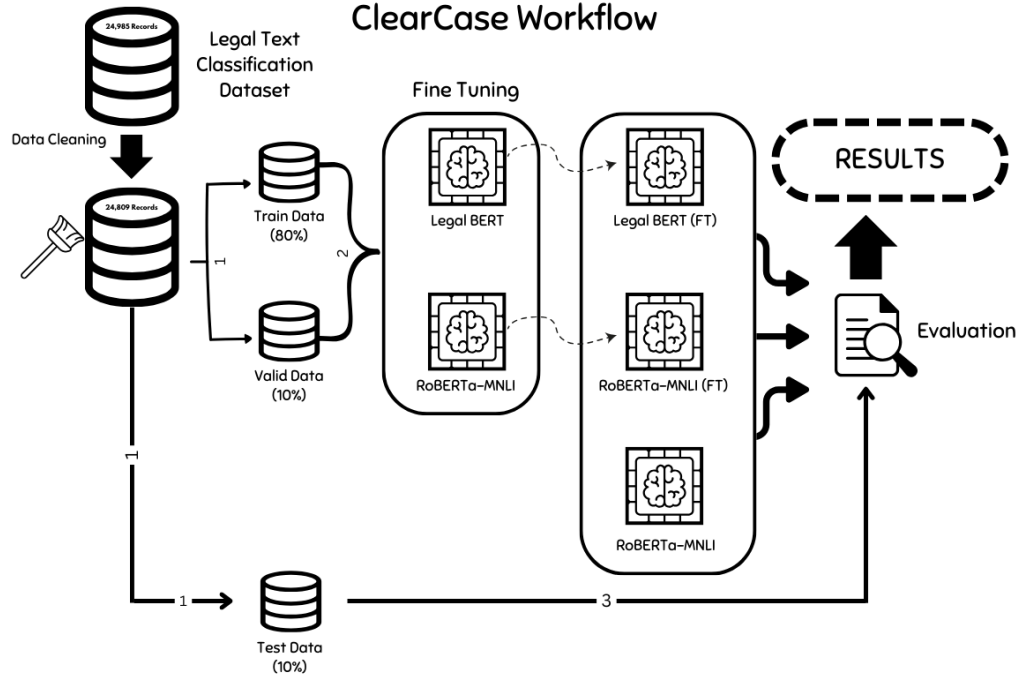 ClearCase Workflow
24,985 Records
Legal Text
Classification
Dataset
Data Cleaning
24,809 Records
1
Train Data
(80%)
Valid Data
(10%)
2
Fine Tuning
Legal BERT
RoBERTa-MNLI
Legal BERT (FT)
RoBERTa-MNLI (FT)
RoBERTa-MNLI
RESULTS
Evaluation
1
1
Test Data
(10%)
3